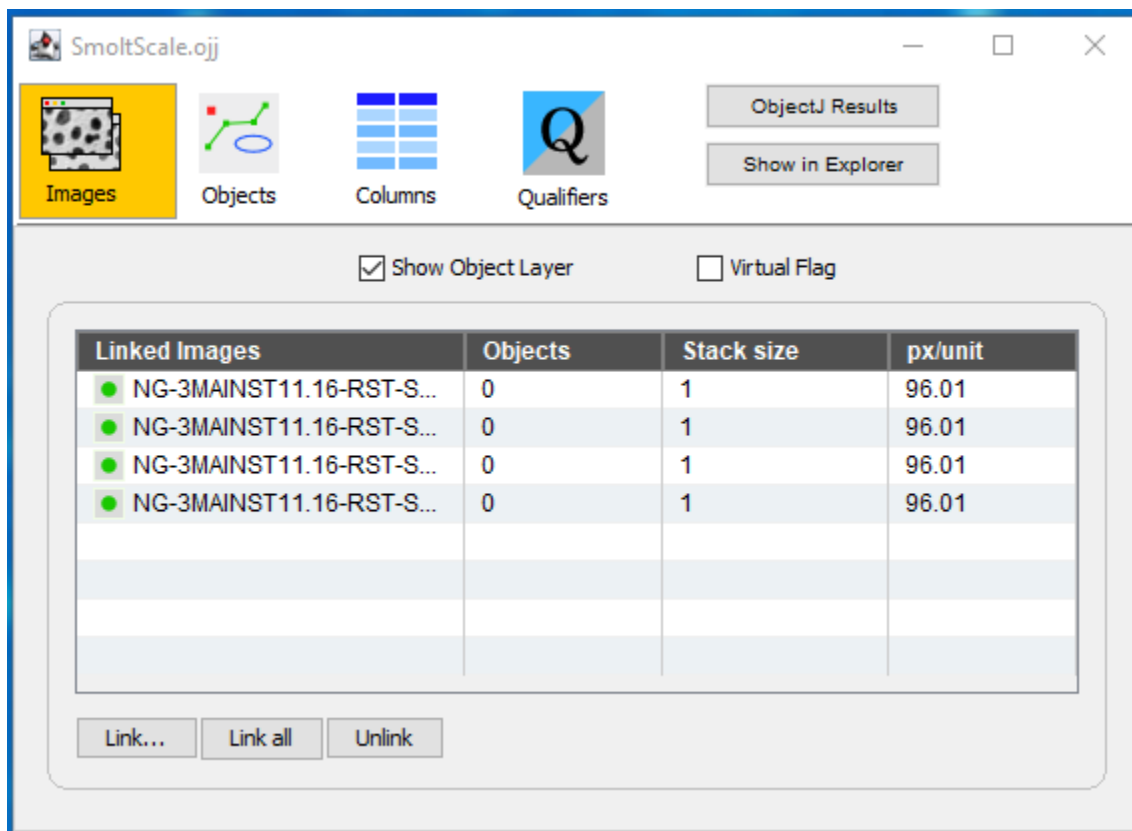 SmoltScale.ojj
ObjectJ Results
Show in Explorer
Images Objects Columns Qualifiers
Show Object Layer Virtual Flag
Linked Images Objects Stack size px/unit
NG-3MAINST11.16-RST-S... 0 1 96.01
NG-3MAINST11.16-RST-S... 0 1 96.01
NG-3MAINST11.16-RST-S... 0 1 96.01
NG-3MAINST11.16-RST-S... 0 1 96.01
Link... Link all Unlink